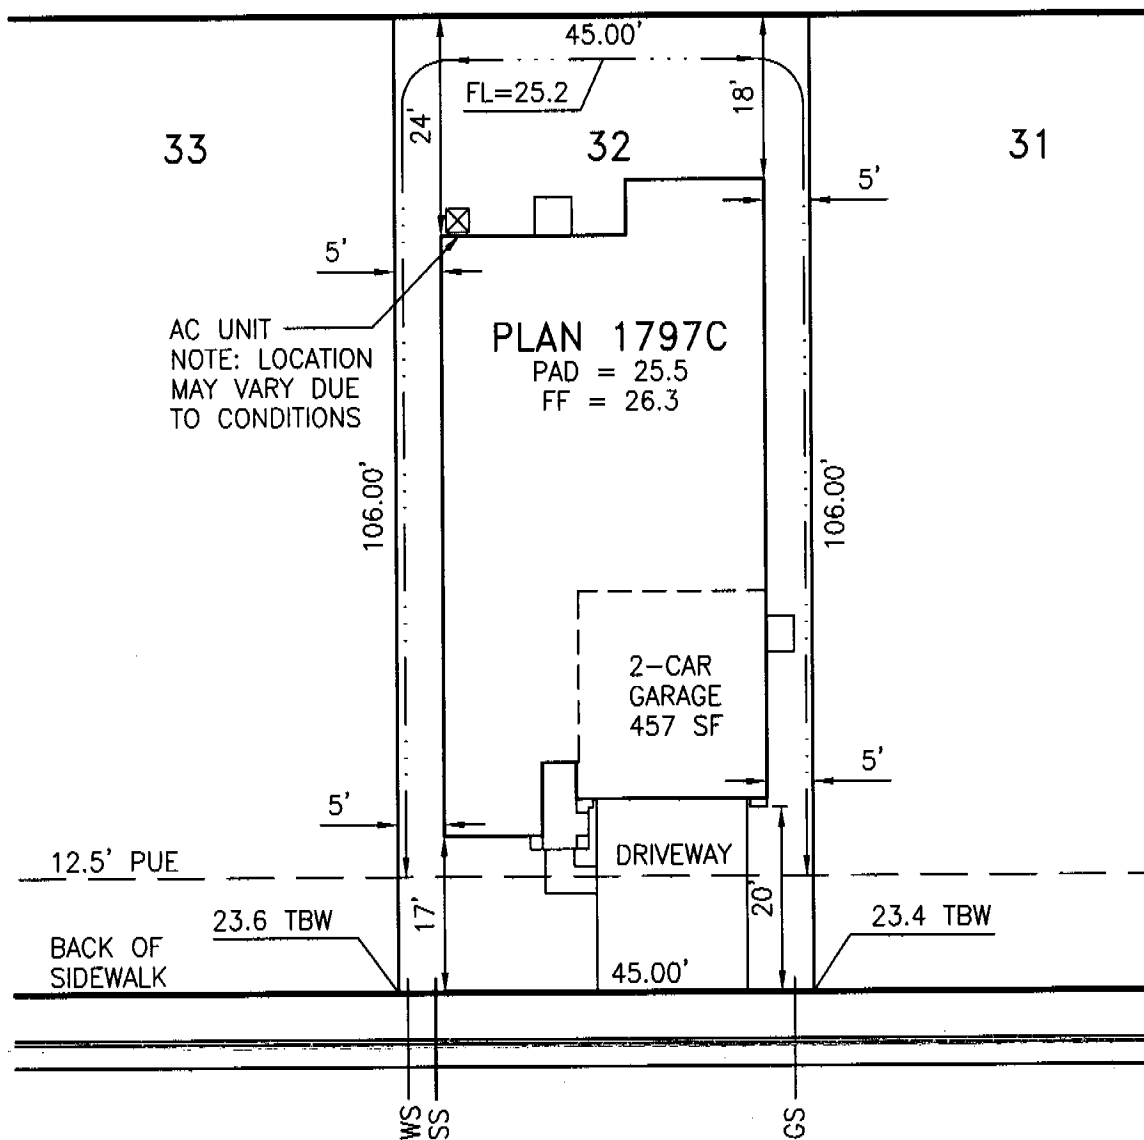 45.00'
FL=25.2
24'
18'
33
32
31
5'
5'
AC UNIT
NOTE: LOCATION
MAY VARY DUE
TO CONDITIONS
PLAN 1797C
PAD = 25.5
FF = 26.3
106.00'
106.00'
2-CAR
GARAGE
457 SF
5'
5'
12.5' PUE
DRIVEWAY
17'
20'
23.6 TBW
23.4 TBW
BACK OF
SIDEWALK
45.00'
WS
SS
GS